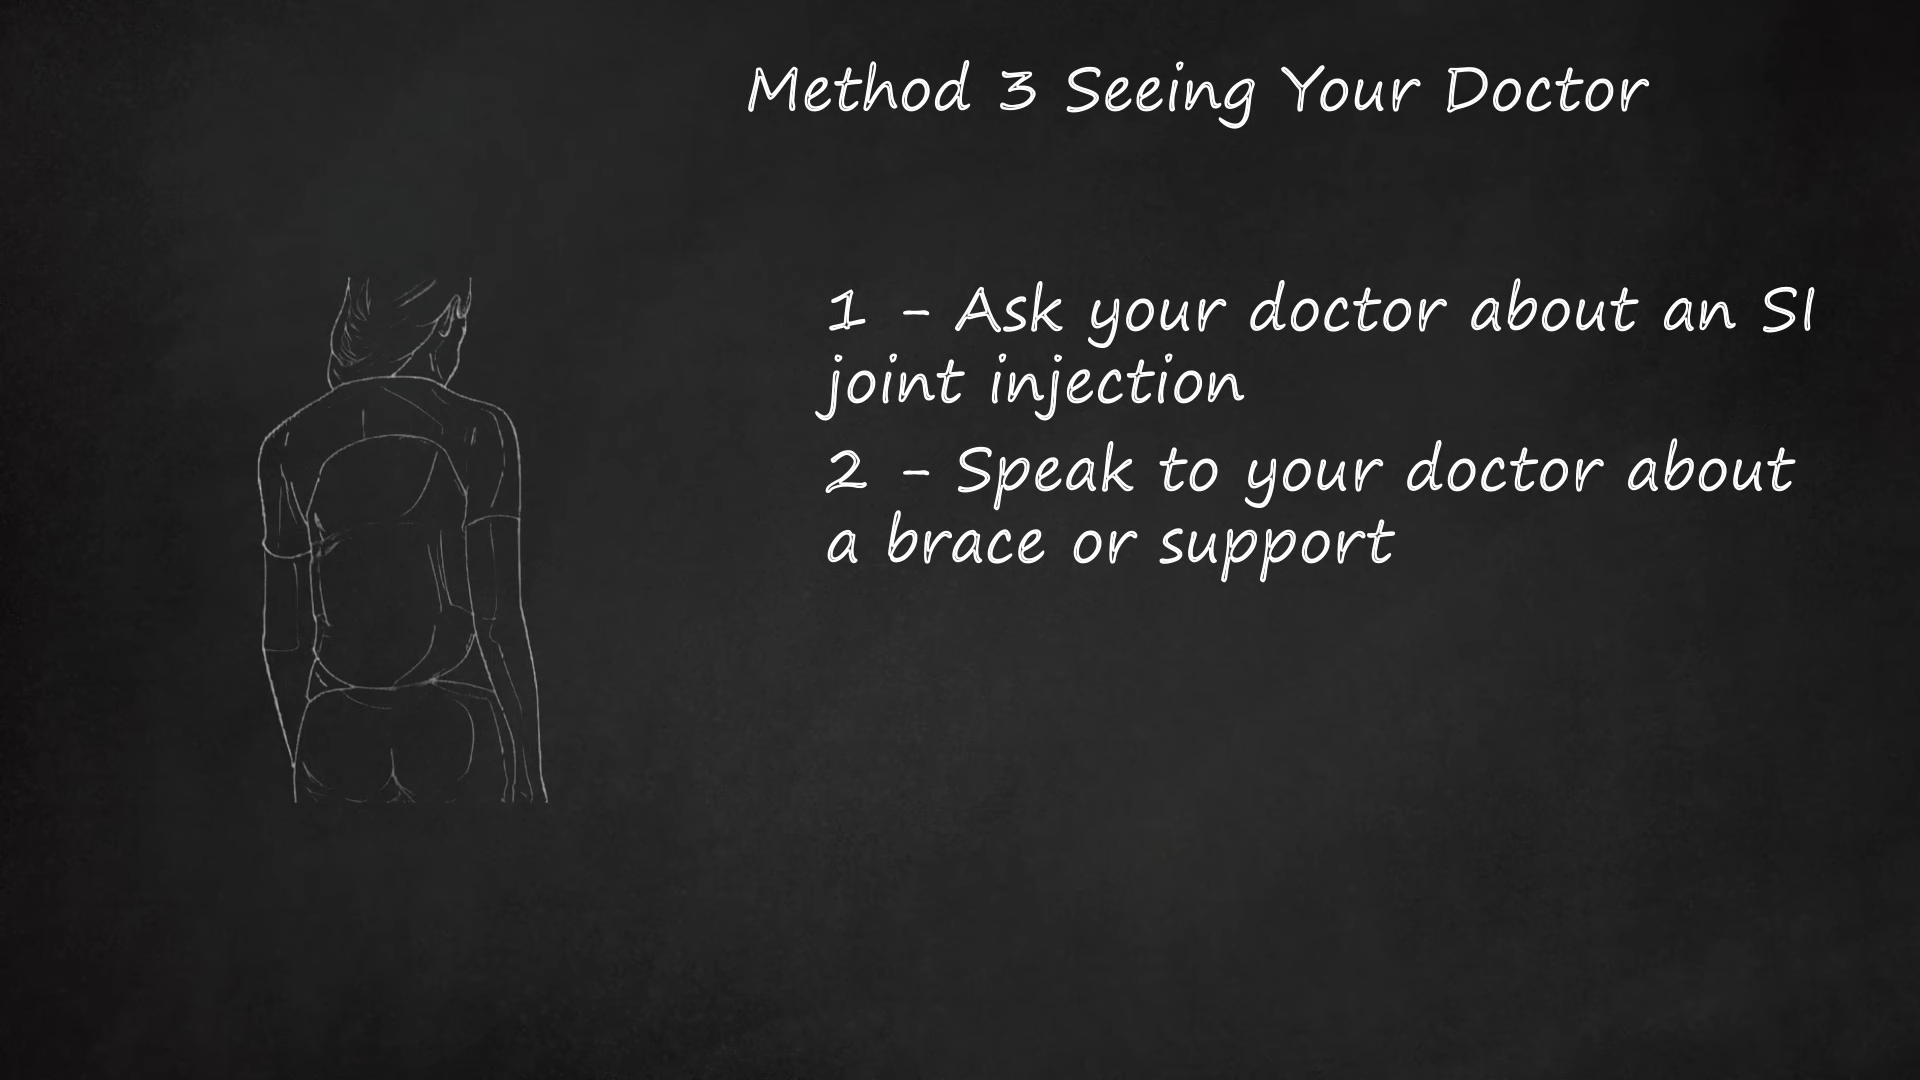 Method 3 Seeing Your Doctor
1 - Ask your doctor about an SI
joint injection
2 - Speak to your doctor about
a brace or support